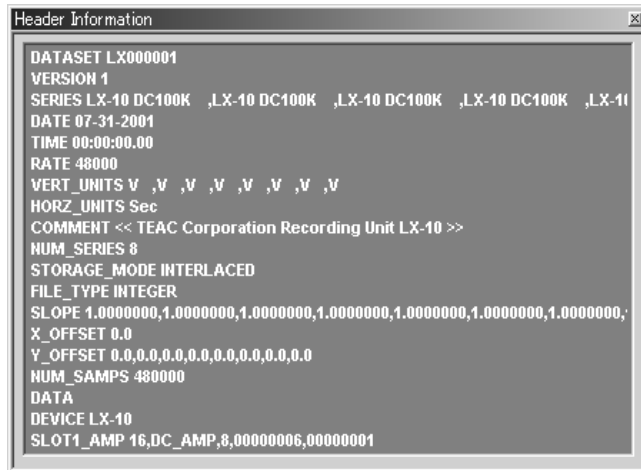 Header Information
DATASET LX000001
VERSION 1
SERIES LX-10 DC100K ,LX-10 DC100K ,LX-10 DC100K ,LX-10 DC100K ,LX-1
DATE 07-31-2001
TIME 00:00:00.00
RATE 48000
VERT_UNITS V ,V ,V ,V ,V ,V ,V ,V
HORZ_UNITS Sec
COMMENT << TEAC Corporation Recording Unit LX-10 >>
NUM_SERIES 8
STORAGE_MODE INTERLACED
FILE_TYPE INTEGER
SLOPE 1.0000000,1.0000000,1.0000000,1.0000000,1.0000000,1.0000000,1.0000000,
X_OFFSET 0.0
Y_OFFSET 0.0,0.0,0.0,0.0,0.0,0.0,0.0,0.0
NUM_SAMPS 480000
DATA
DEVICE LX-10
SLOT1_AMP 16,DC_AMP,8,00000006,00000001